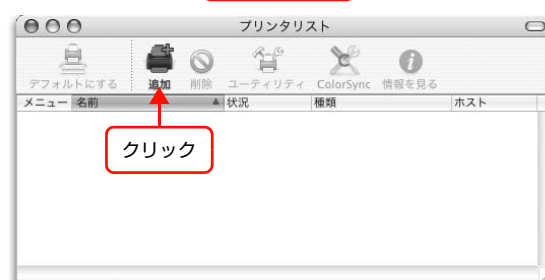 プリンタリスト
デフォルトにする 追加 削除 ユーティリティ ColorSync 情報を見る
メニュー 名前 状況 種類 ホスト
クリック